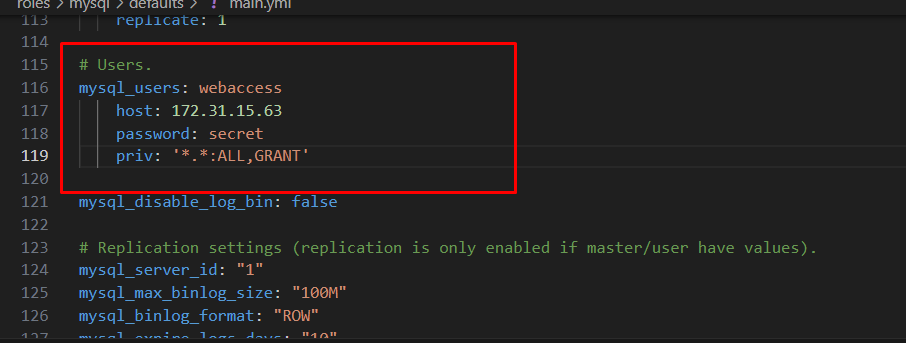 roles > mysql > defaults > ! main.yml
113 replicate: 1
114
115 # Users.
116 mysql_users: webaccess
117 host: 172.31.15.63
118 password: secret
119 priv: '*.*:ALL,GRANT'
120
121 mysql_disable_log_bin: false
122
123 # Replication settings (replication is only enabled if master/user have values).
124 mysql_server_id: "1"
125 mysql_max_binlog_size: "100M"
126 mysql_binlog_format: "ROW"
127 mysql_expire_logs_days: "10"